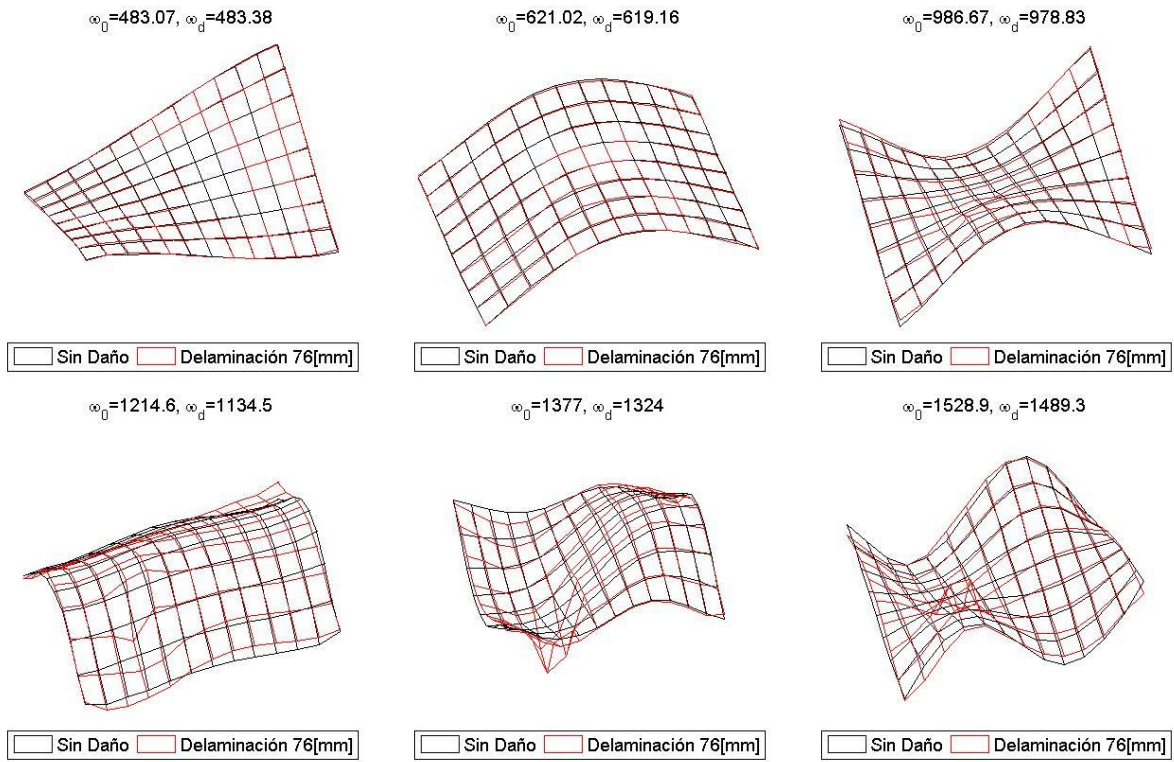 ω0=483.07, ωd=483.38
ω0=621.02, ωd=619.16
ω0=986.67, ωd=978.83
Sin Daño Delaminación 76[mm]
Sin Daño Delaminación 76[mm]
Sin Daño Delaminación 76[mm]
ω0=1214.6, ωd=1134.5
ω0=1377, ωd=1324
ω0=1528.9, ωd=1489.3
Sin Daño Delaminación 76[mm]
Sin Daño Delaminación 76[mm]
Sin Daño Delaminación 76[mm]